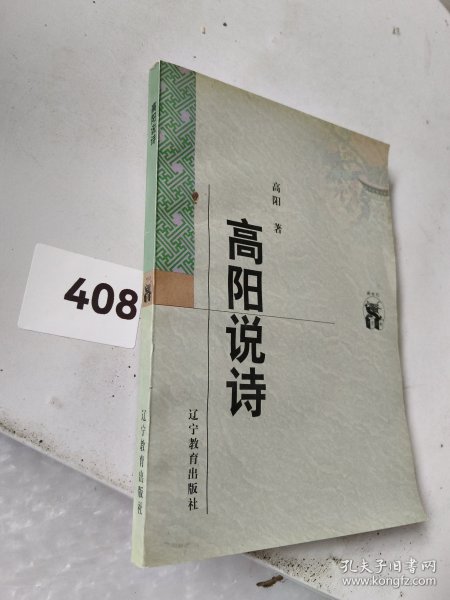 高阳说诗
辽宁教育出版社
408
高阳 著
高阳说诗
辽宁教育出版社
孔夫子旧书网
www.kongfz.com